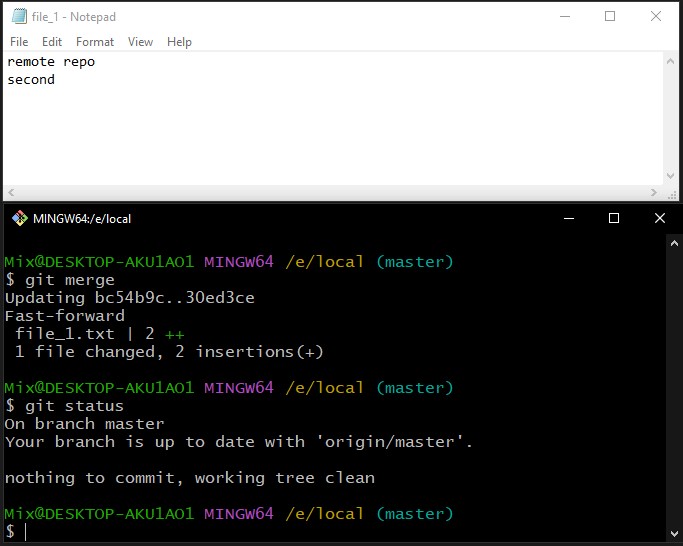 file_1 - Notepad
File Edit Format View Help
remote repo
second
MINGW64:/e/local
Mix@DESKTOP-AKU1AO1 MINGW64 /e/local (master)
$ git merge
Updating bc54b9c..30ed3ce
Fast-forward
 file_1.txt | 2 ++
 1 file changed, 2 insertions(+)
Mix@DESKTOP-AKU1AO1 MINGW64 /e/local (master)
$ git status
On branch master
Your branch is up to date with 'origin/master'.
nothing to commit, working tree clean
Mix@DESKTOP-AKU1AO1 MINGW64 /e/local (master)
$